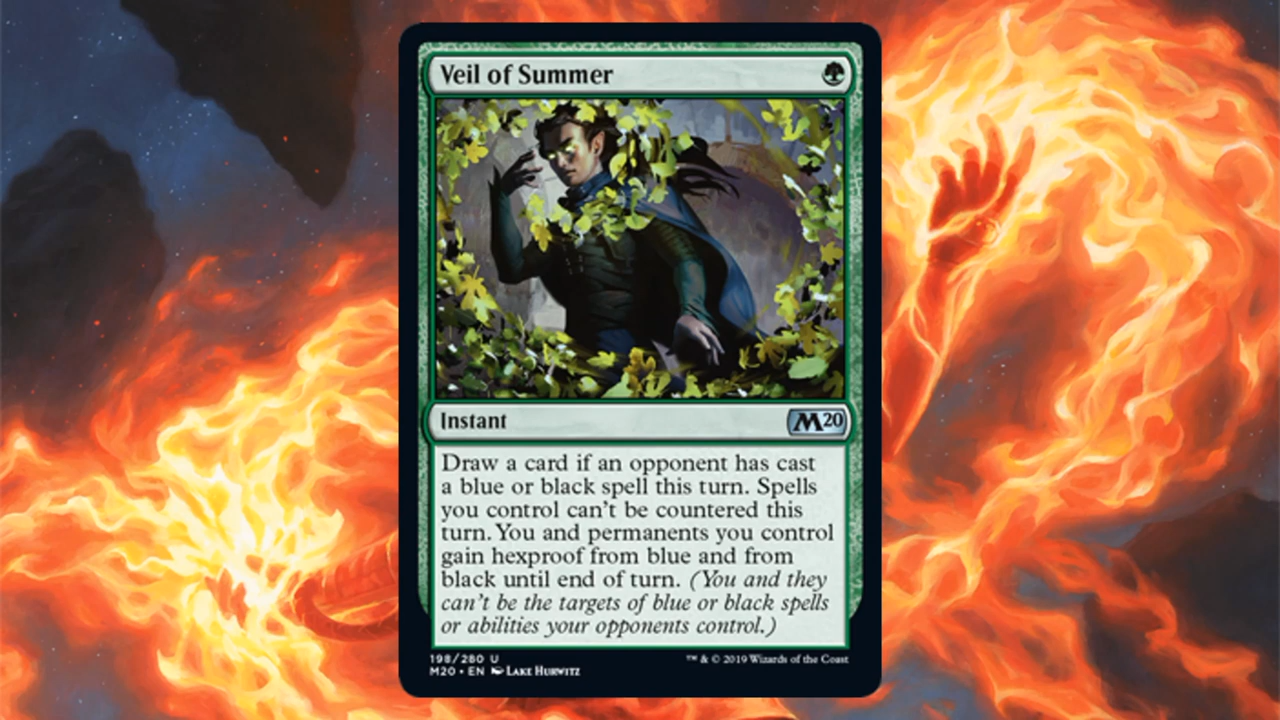 Veil of Summer
Instant
M20
Draw a card if an opponent has cast
a blue or black spell this turn. Spells
you control can't be countered this
turn. You and permanents you control
gain hexproof from blue and from
black until end of turn. (You and they
can't be the targets of blue or black spells
or abilities your opponents control.)
198/280 U
M20 • EN LAKE HURWITZ
™ & © 2019 Wizards of the Coast